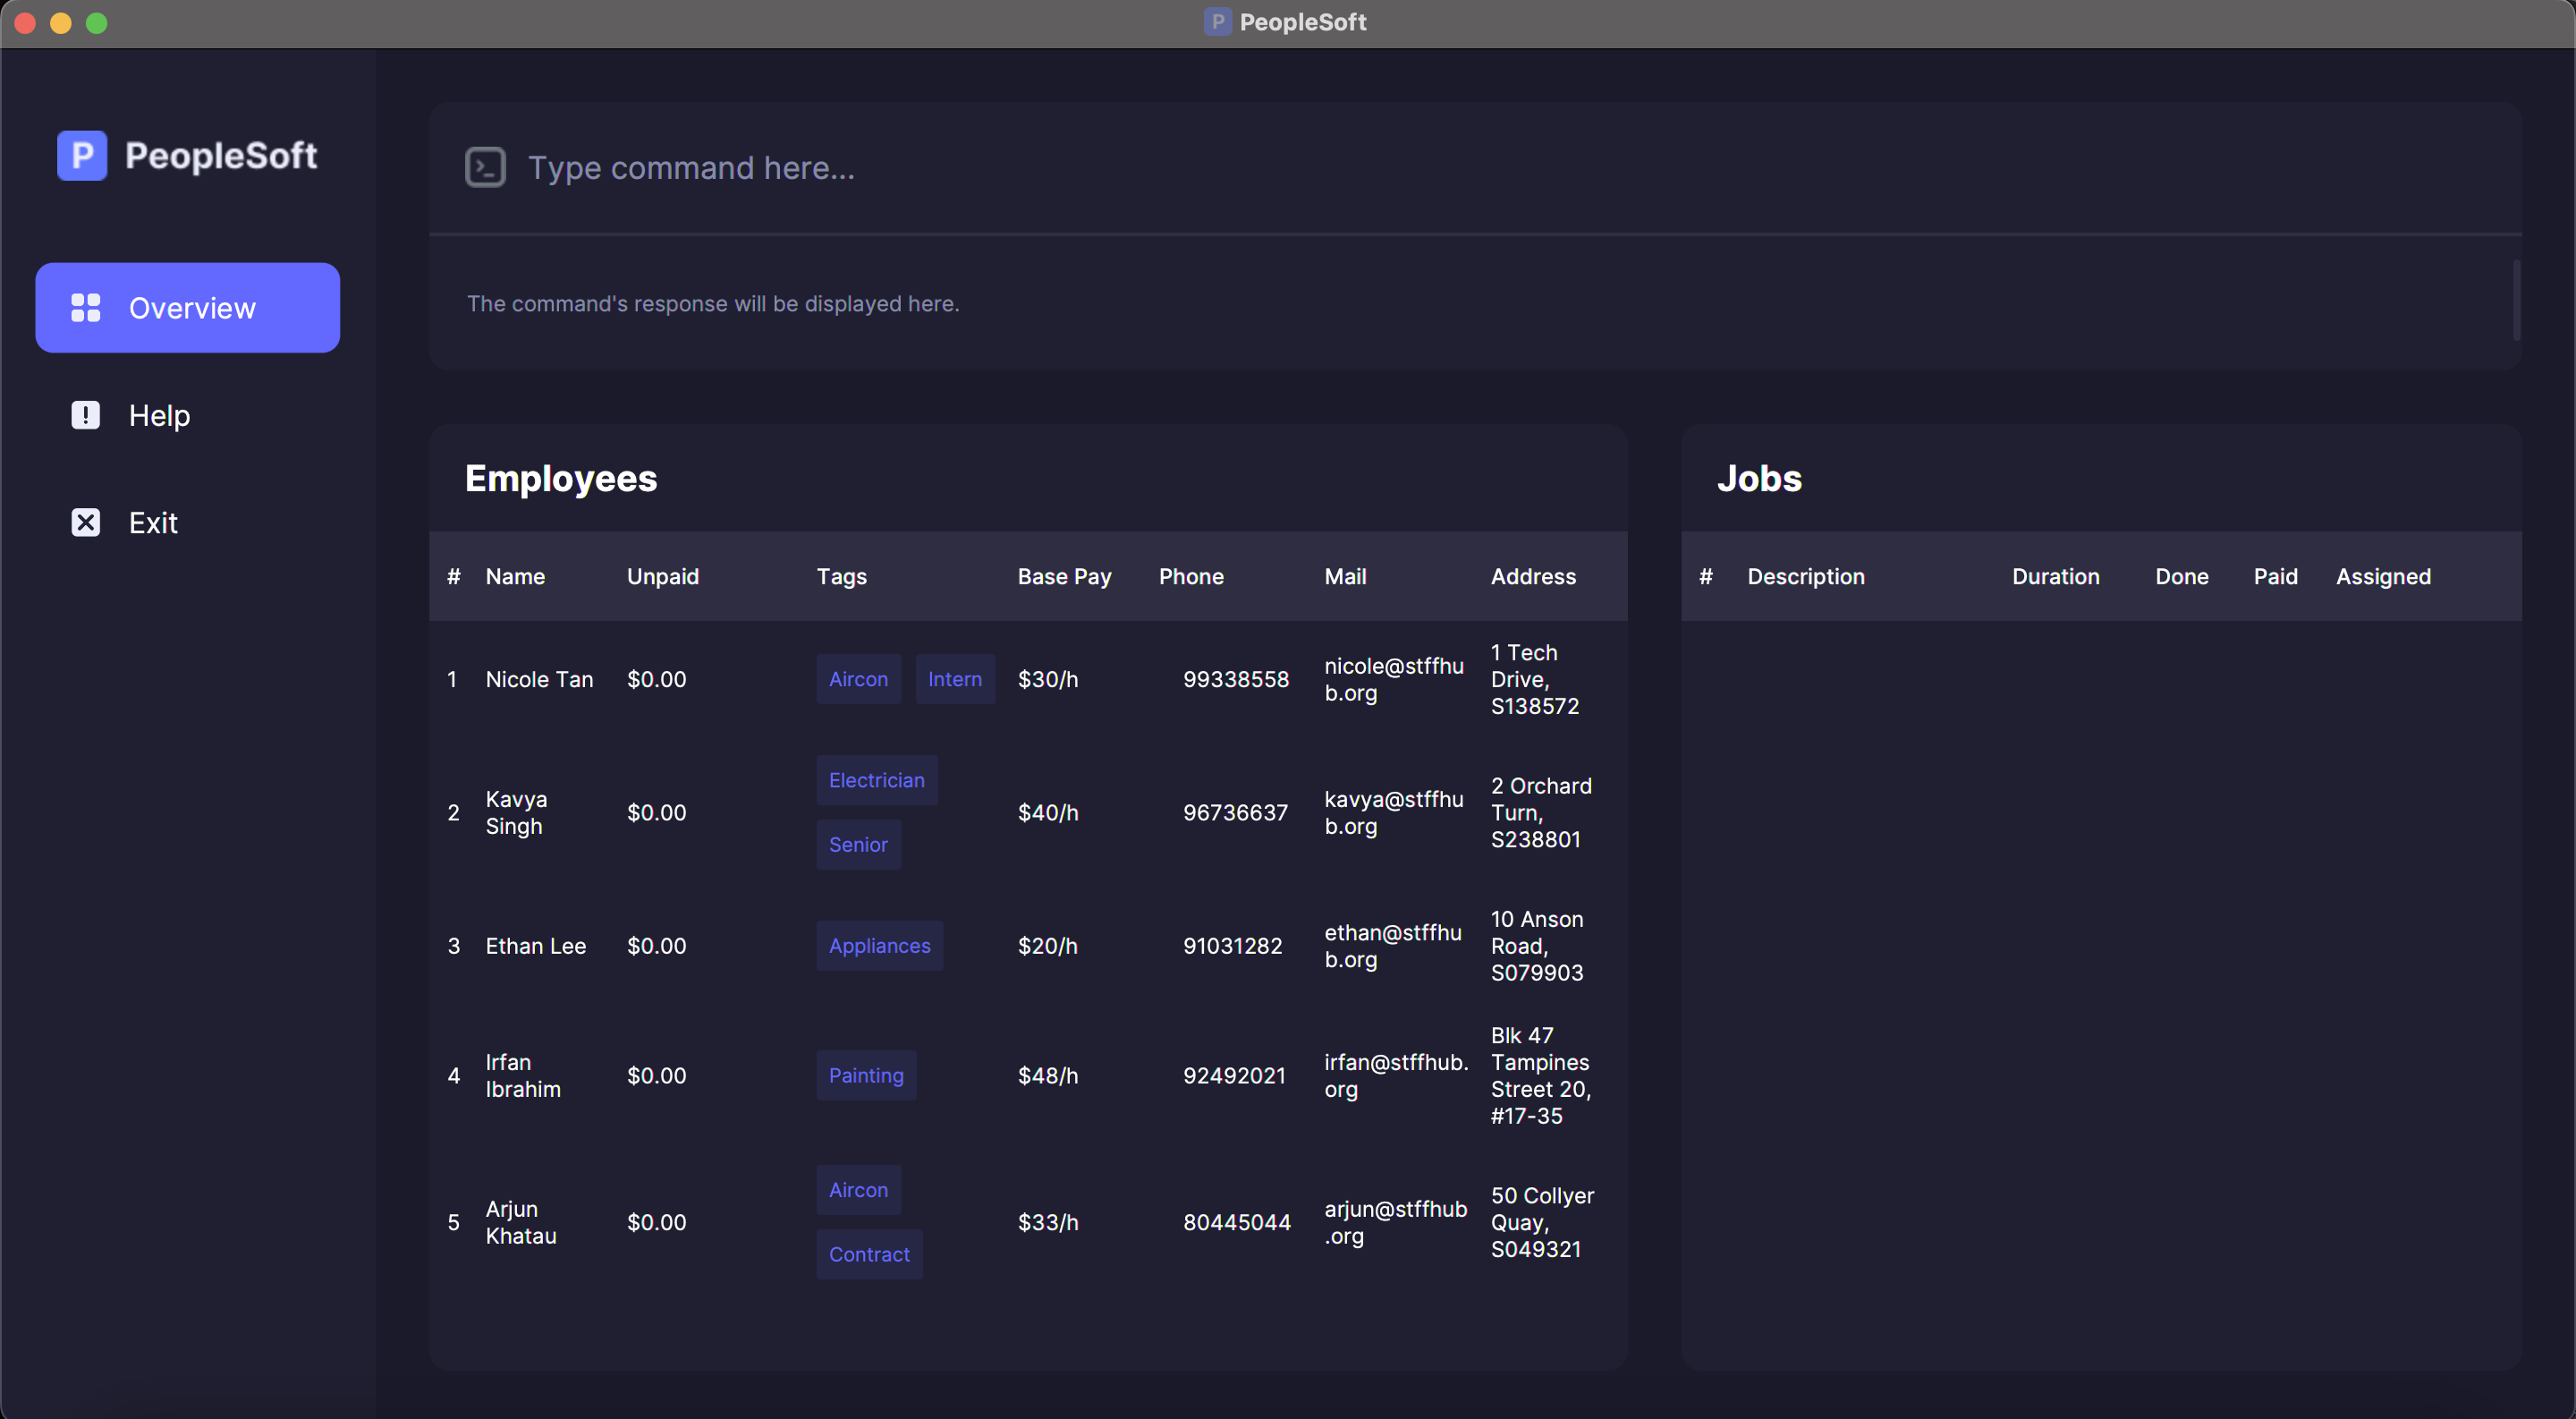 P PeopleSoft
P PeopleSoft
Overview
Help
Exit
Type command here...
The command's response will be displayed here.
Employees
# Name Unpaid Tags Base Pay Phone Mail Address
1 Nicole Tan $0.00 Aircon Intern $30/h 99338558 nicole@stffhu
b.org
1 Tech
Drive,
S138572
2 Kavya
Singh
$0.00 Electrician
Senior
$40/h 96736637 kavya@stffhu
b.org
2 Orchard
Turn,
S238801
3 Ethan Lee $0.00 Appliances $20/h 91031282 ethan@stffhu
b.org
10 Anson
Road,
S079903
4 Irfan
Ibrahim
$0.00 Painting $48/h 92492021 irfan@stffhub.
org
Blk 47
Tampines
Street 20,
#17-35
5 Arjun
Khatau
$0.00 Aircon
Contract
$33/h 80445044 arjun@stffhub
.org
50 Collyer
Quay,
S049321
Jobs
# Description Duration Done Paid Assigned